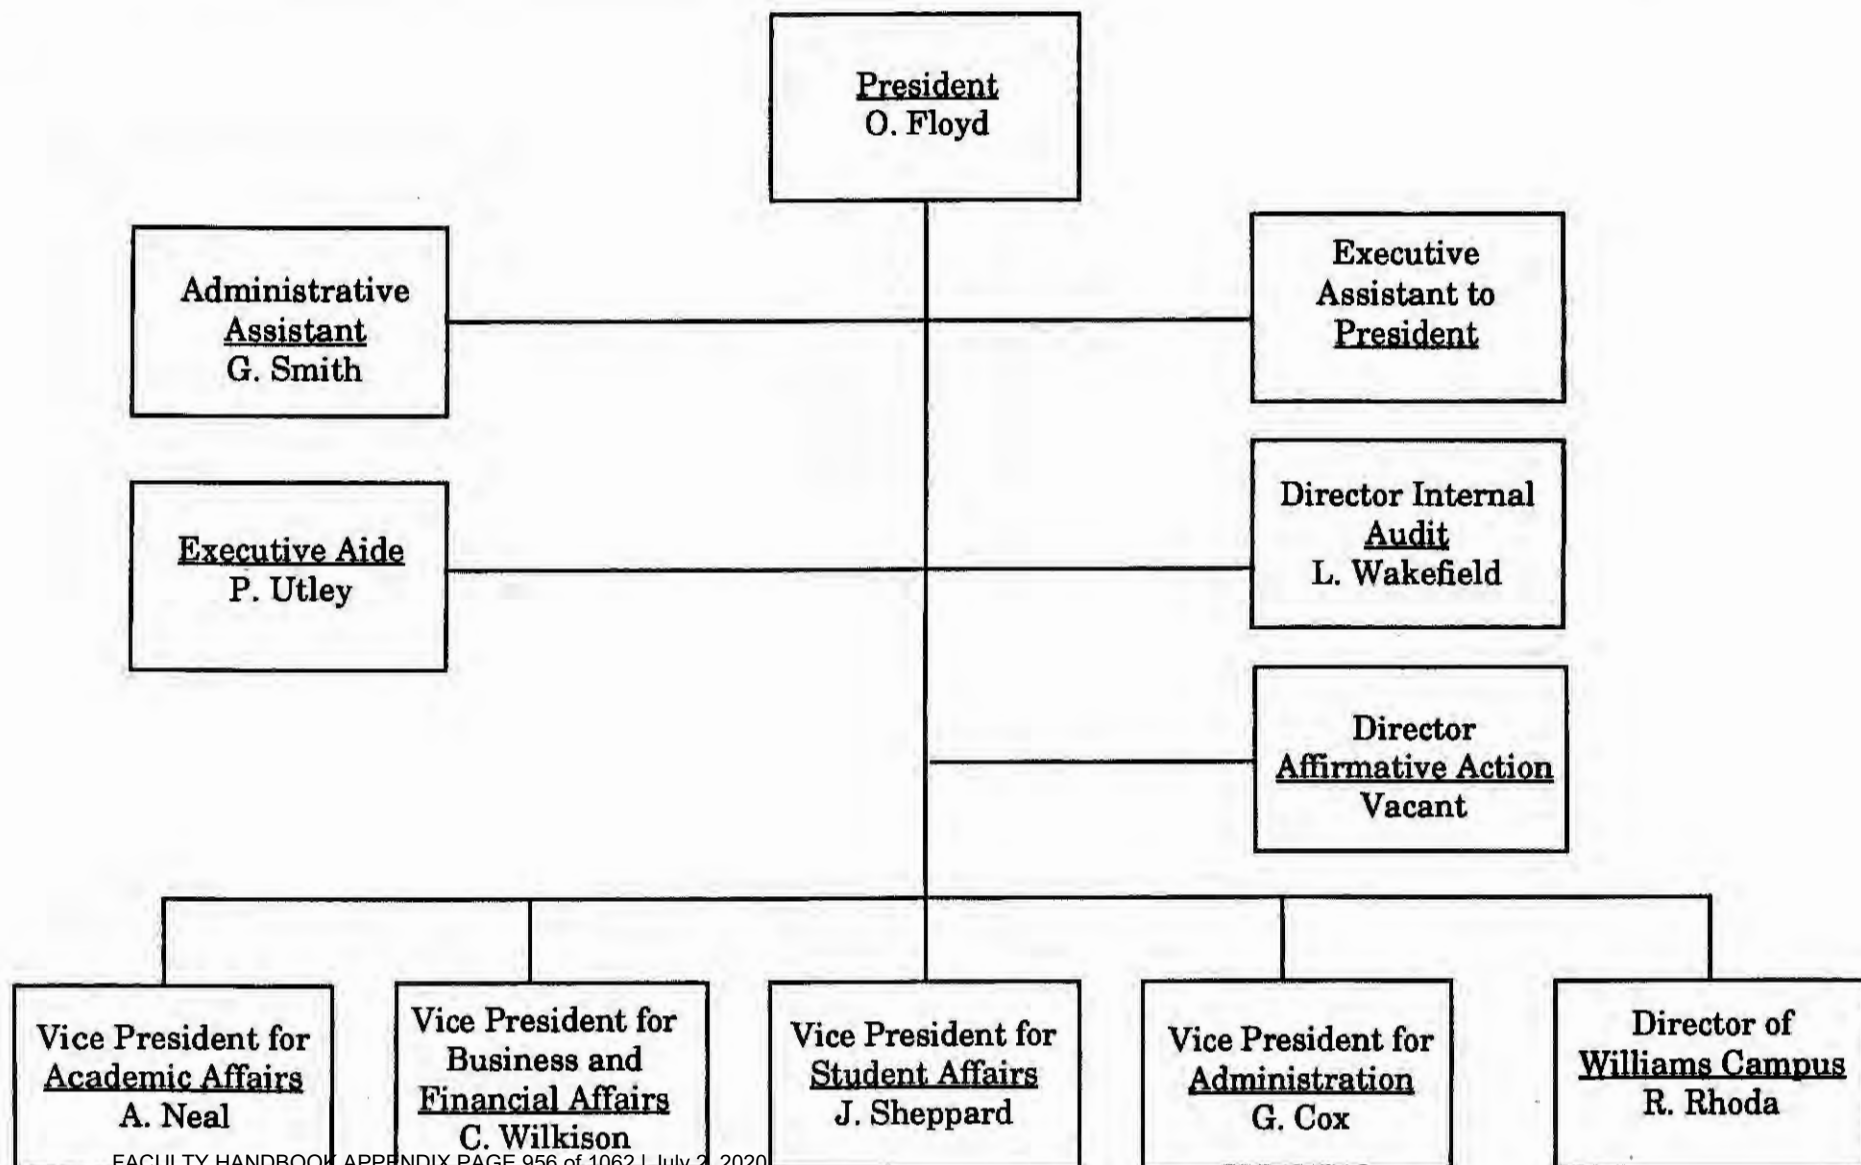 President
O. Floyd
Administrative
Assistant
G. Smith
Executive
Assistant to
President
Executive Aide
P. Utley
Director Internal
Audit
L. Wakefield
Director
Affirmative Action
Vacant
Vice President for
Academic Affairs
A. Neal
Vice President for
Business and
Financial Affairs
C. Wilkison
Vice President for
Student Affairs
J. Sheppard
Vice President for
Administration
G. Cox
Director of
Williams Campus
R. Rhoda
FACULTY HANDBOOK APPENDIX PAGE 956 of 1062 | July 2, 2020